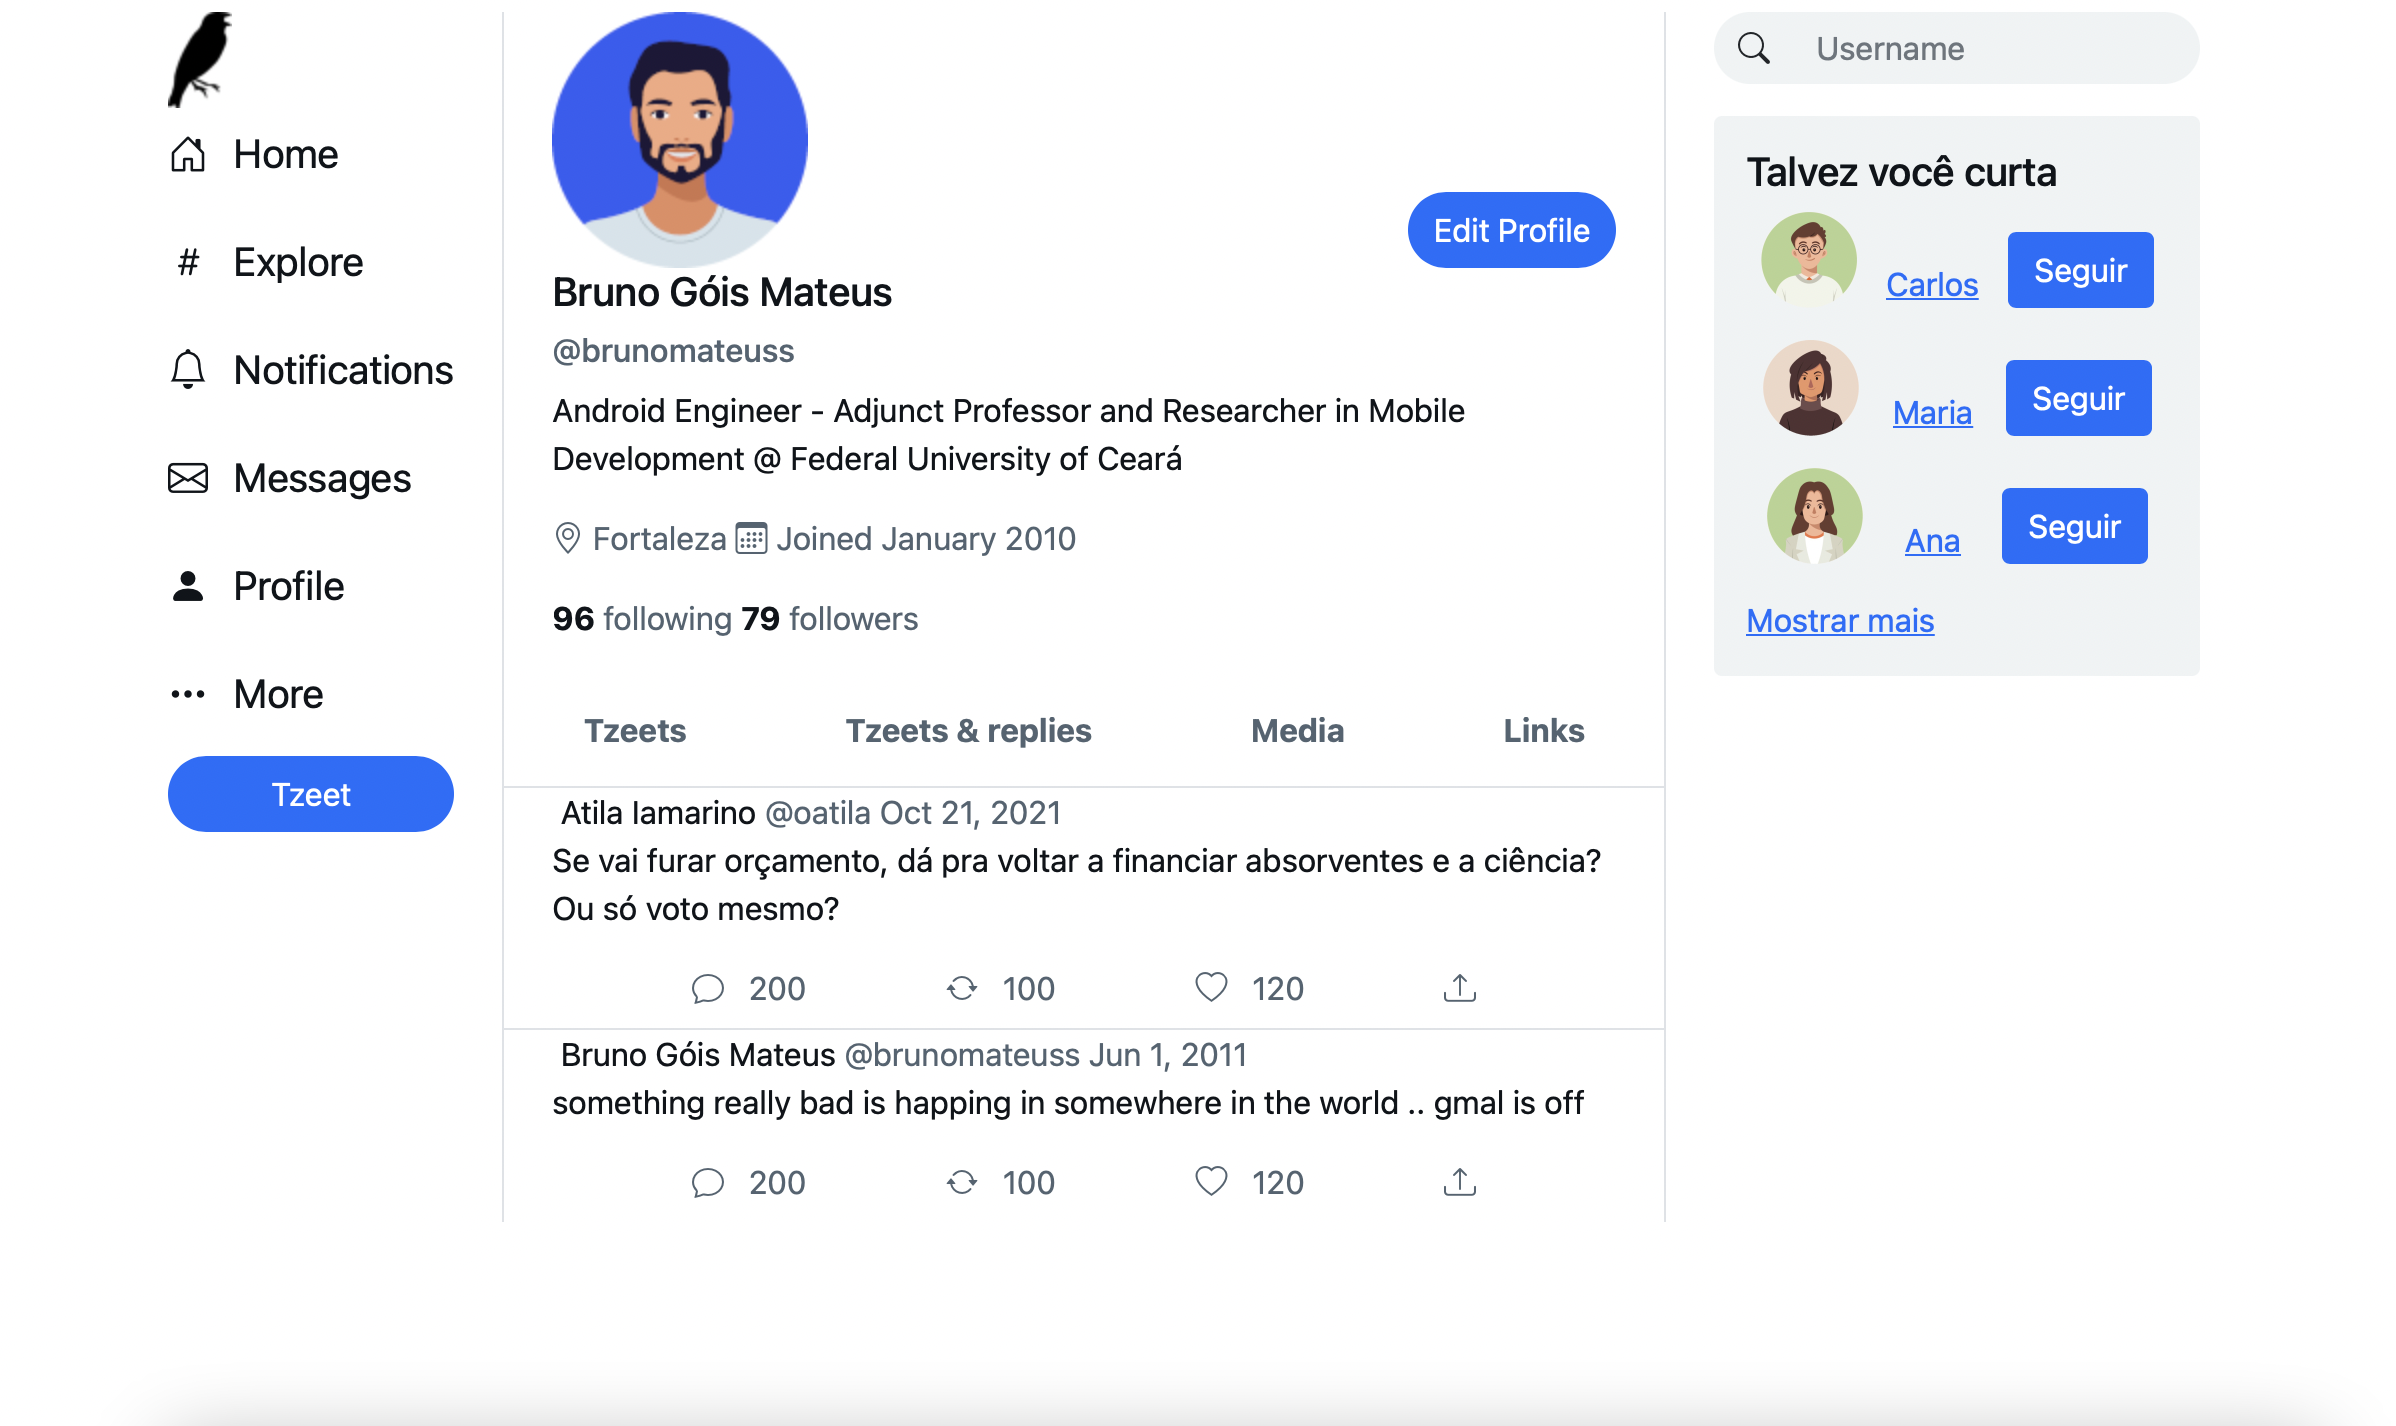 Home
# Explore
Notifications
Messages
Profile
More
Tzeet
Edit Profile
Bruno Góis Mateus
@brunomateuss
Android Engineer - Adjunct Professor and Researcher in Mobile
Development @ Federal University of Ceará
Fortaleza Joined January 2010
96 following 79 followers
Tzeets Tzeets & replies Media Links
Atila Iamarino @oatila Oct 21, 2021
Se vai furar orçamento, dá pra voltar a financiar absorventes e a ciência?
Ou só voto mesmo?
200 100 120
Bruno Góis Mateus @brunomateuss Jun 1, 2011
something really bad is happing in somewhere in the world .. gmal is off
200 100 120
Username
Talvez você curta
Carlos Seguir
Maria Seguir
Ana Seguir
Mostrar mais